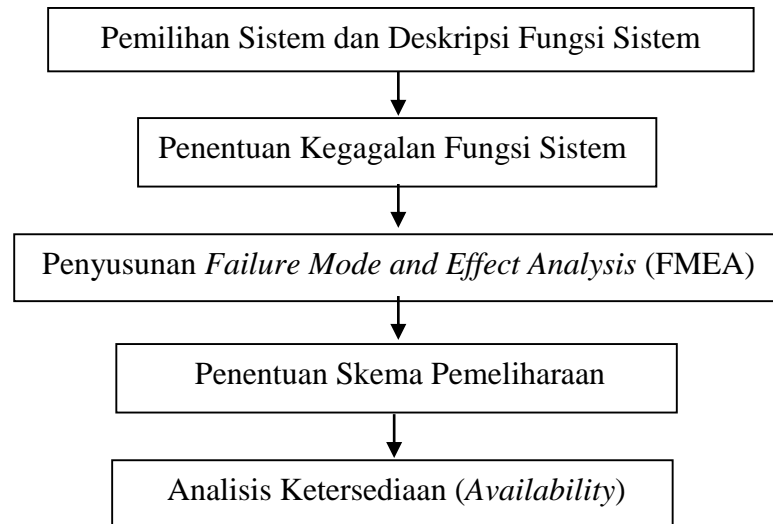 Pemilihan Sistem dan Deskripsi Fungsi Sistem
Penentuan Kegagalan Fungsi Sistem
Penyusunan Failure Mode and Effect Analysis (FMEA)
Penentuan Skema Pemeliharaan
Analisis Ketersediaan (Availability)